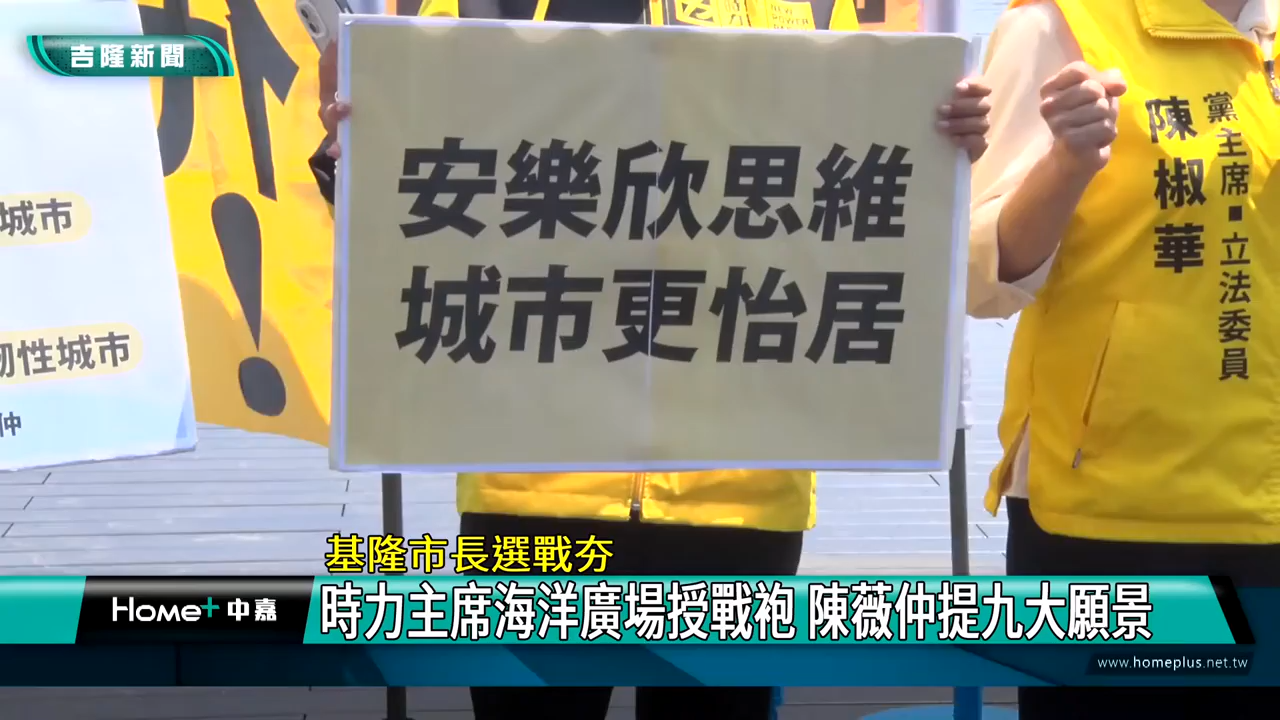 吉隆新聞
城市
韌性城市
仲
安樂欣思維
城市更怡居
黨主席■立法委員
陳椒華
基隆市長選戰夯
Home+中嘉
時力主席海洋廣場授戰袍 陳薇仲提九大願景
www.homeplus.net.tw